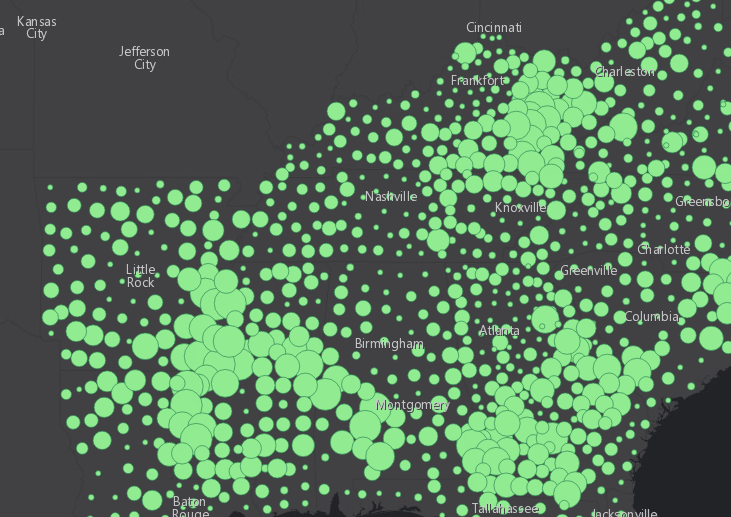 Kansas
City
Cincinnati
Jefferson
City
Frankfort
Charleston
Nashville
Knoxville
Greensbo
Charlotte
Little
Rock
Greenville
Columbia
Atlanta
Birmingham
Montgomery
Baton
Rouge
Tallahassee
Jacksonville